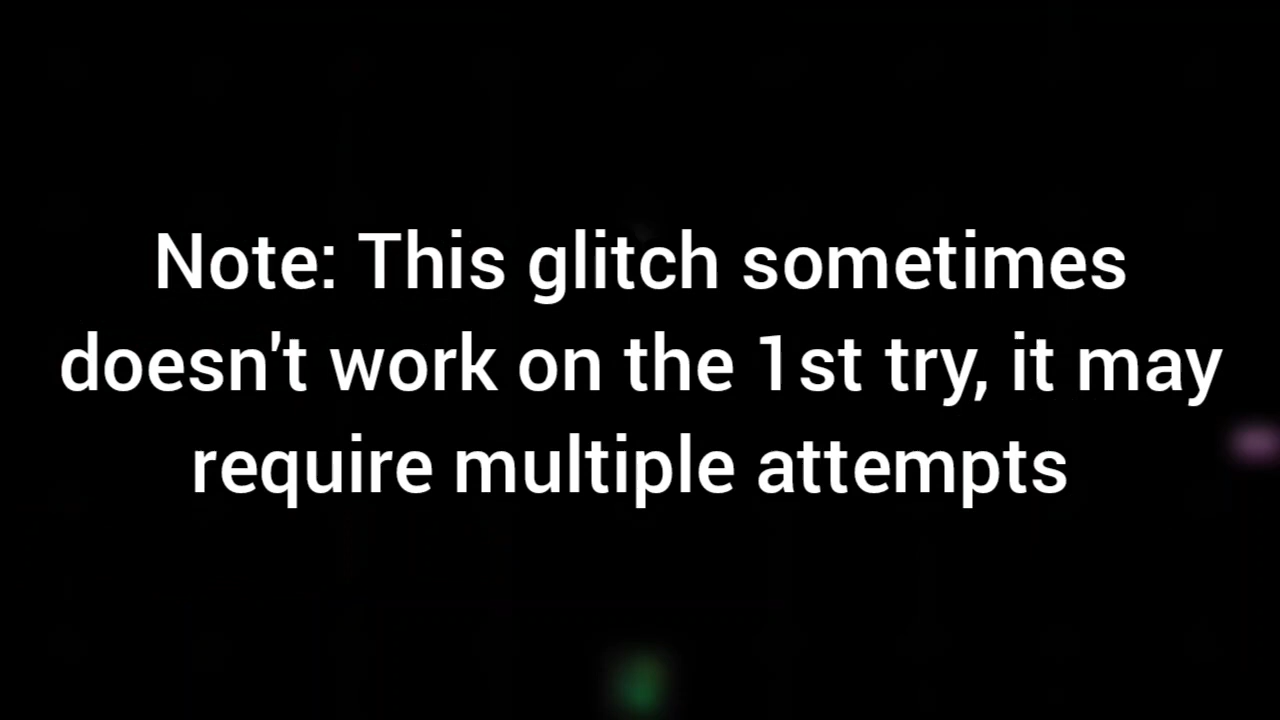 Note: This glitch sometimes
doesn't work on the 1st try, it may
require multiple attempts